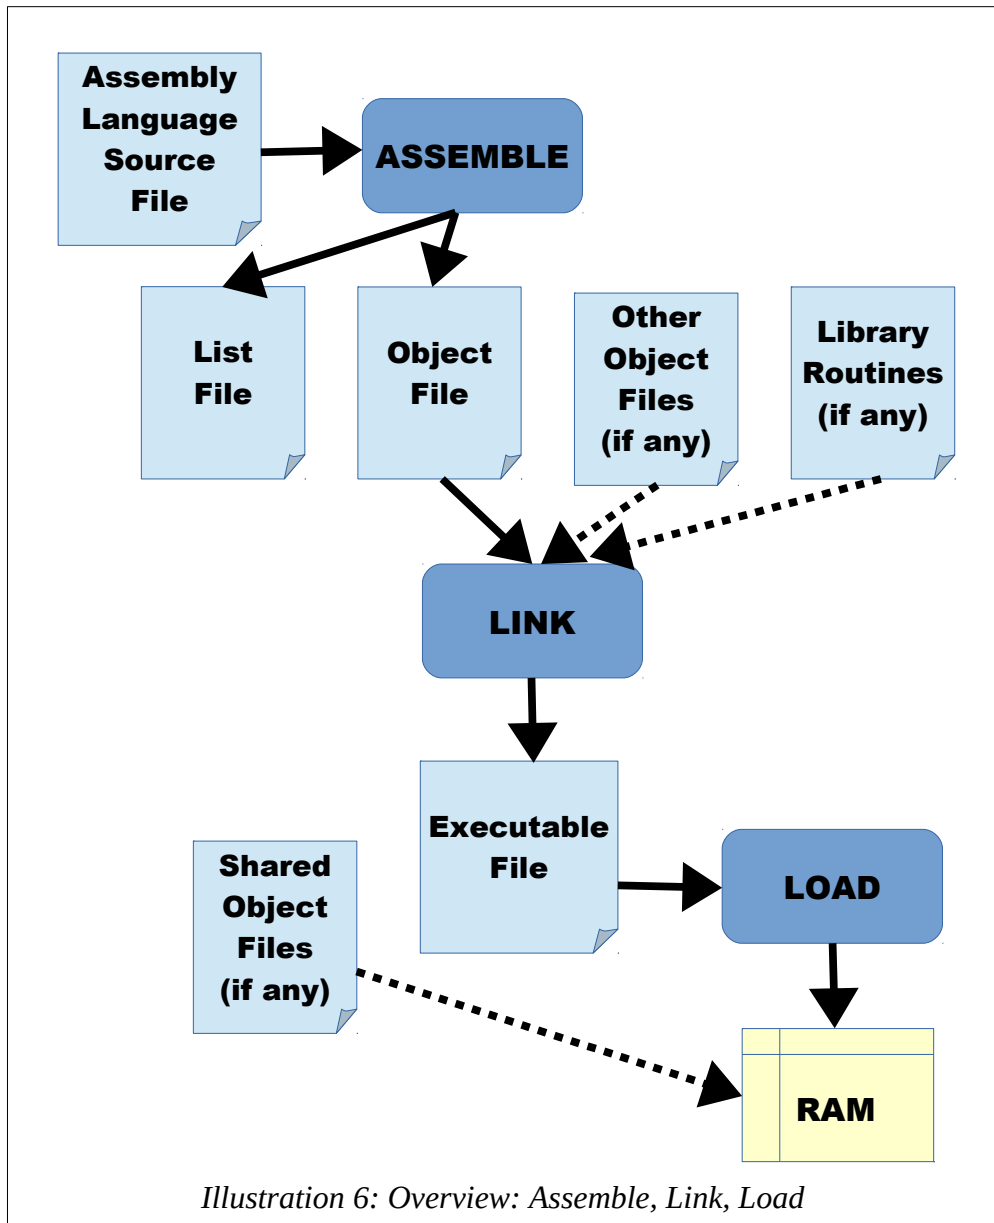 Assembly
Language
Source
File
ASSEMBLE
List
File
Object
File
Other
Object
Files
(if any)
Library
Routines
(if any)
LINK
Executable
File
Shared
Object
Files
(if any)
LOAD
RAM
Illustration 6: Overview: Assemble, Link, Load